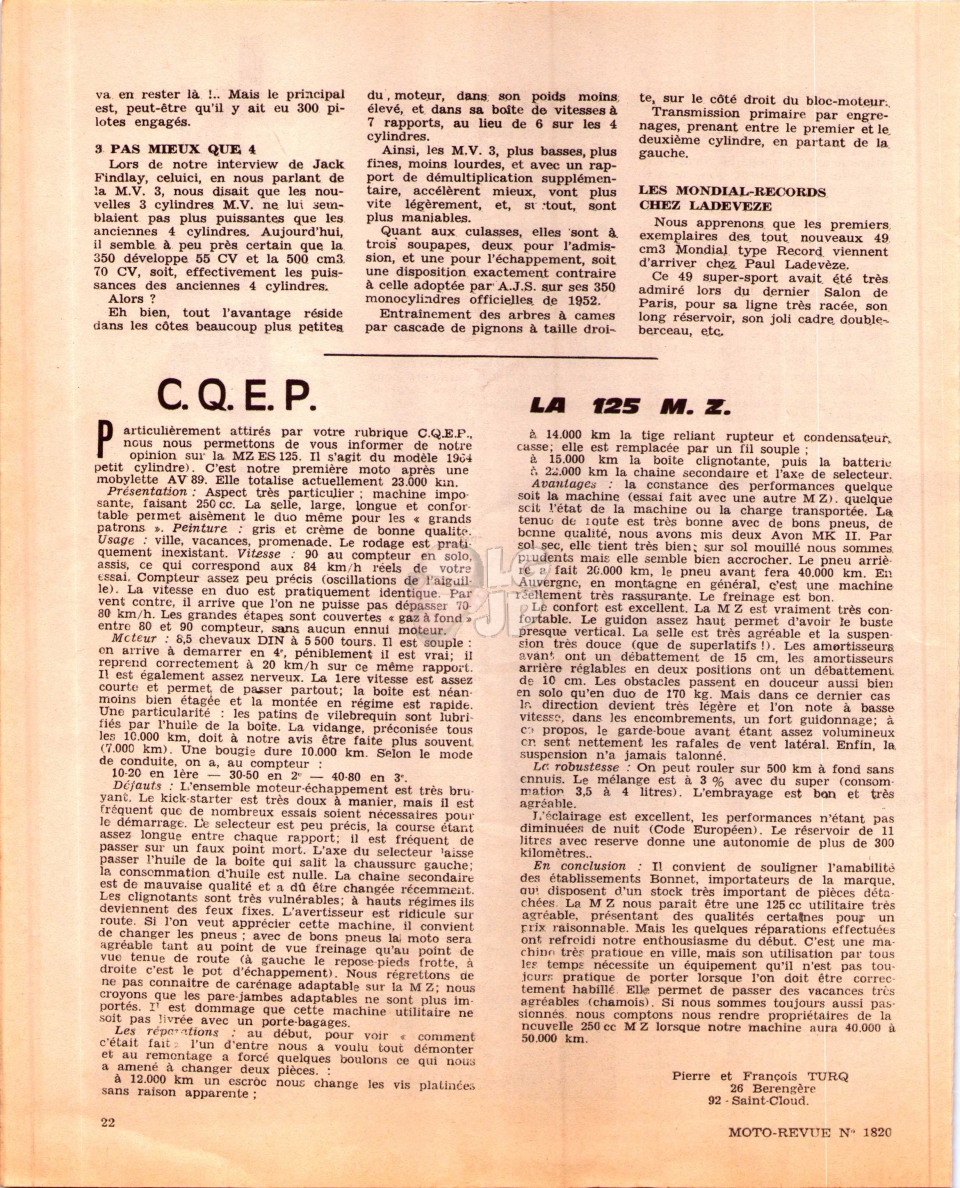 va en rester là !.. Mais le principal
est, peut-être qu'il y ait eu 300 pi-
lotes engagés.
3 PAS MIEUX QUE 4
Lors de notre interview de Jack
Findlay, celuici, en nous parlant de
la M.V. 3, nous disait que les nou-
velles 3 cylindres M.V. ne lui sem-
blaient pas plus puissantes que les
anciennes 4 cylindres. Aujourd'hui,
il semble à peu près certain que la
350 développe 55 CV et la 500 cm3
70 CV, soit, effectivement les puis-
sances des anciennes 4 cylindres.
Alors ?
Eh bien, tout l'avantage réside
dans les côtes beaucoup plus petites
du moteur, dans son poids moins
élevé, et dans sa boîte de vitesses à
7 rapports, au lieu de 6 sur les 4
cylindres.
Ainsi, les M.V. 3, plus basses, plus
fines, moins lourdes, et avec un rap-
port de démultiplication supplémen-
taire, accélèrent mieux, vont plus
vite légèrement, et, surtout, sont
plus maniables.
Quant aux culasses, elles sont à
trois soupapes, deux pour l'admis-
sion, et une pour l'échappement, soit
une disposition exactement contraire
à celle adoptée par A.J.S. sur ses 350
monocylindres officielles de 1952.
Entraînement des arbres à cames
par cascade de pignons à taille droi-
te, sur le côté droit du bloc-moteur.
Transmission primaire par engre-
nages, prenant entre le premier et le
deuxième cylindre, en partant de la
gauche.
LES MONDIAL-RECORDS
CHEZ LADEVEZE
Nous apprenons que les premiers
exemplaires des tout nouveaux 49
cm3 Mondial type Record viennent
d'arriver chez Paul Ladevèze.
Ce 49 super-sport avait été très
admiré lors du dernier Salon de
Paris, pour sa ligne très racée, son
long réservoir, son joli cadre double-
berceau, etc.
C.Q.E.P.
Particulièrement attirés par votre rubrique C.Q.E.P.,
nous nous permettons de vous informer de notre
opinion sur la MZ ES 125. Il s'agit du modèle 1964
petit cylindre). C'est notre première moto après une
mobylette AV 89. Elle totalise actuellement 23.000 km.
Présentation : Aspect très particulier ; machine impo-
sante, faisant 250 cc. La selle, large, longue et confor-
table permet aisèment le duo même pour les « grands
patrons ». Peinture : gris et crème de bonne qualité.
Usage : ville, vacances, promenade. Le rodage est prati-
quement inexistant. Vitesse : 90 au compteur en solo,
assis, ce qui correspond aux 84 km/h réels de votre
essai. Compteur assez peu précis (oscillations de l'aiguil-
le). La vitesse en duo est pratiquement identique. Par
vent contre, il arrive que l'on ne puisse pas dépasser 70-
80 km/h. Les grandes étapes sont couvertes « gaz à fond »
entre 80 et 90 compteur, sans aucun ennui moteur.
Moteur : 8,5 chevaux DIN à 5 500 tours. Il est souple :
on arrive à demarrer en 4e, péniblement il est vrai; il
reprend correctement à 20 km/h sur ce même rapport.
Il est également assez nerveux. La 1ere vitesse est assez
courte et permet de passer partout; la boite est néan-
moins bien étagée et la montée en régime est rapide.
Une particularité : les patins de vilebrequin sont lubri-
fiés par l'huile de la boite. La vidange, préconisée tous
les 10.000 km, doit à notre avis être faite plus souvent
(7.000 km). Une bougie dure 10.000 km. Selon le mode
de conduite, on a, au compteur :
10-20 en 1ère — 30-50 en 2e — 40-80 en 3e.
Défauts : L'ensemble moteur-échappement est très bru-
yant. Le kick-starter est très doux à manier, mais il est
fréquent que de nombreux essais soient nécessaires pour
le démarrage. Le selecteur est peu précis, la course étant
assez longue entre chaque rapport; il est fréquent de
passer sur un faux point mort. L'axe du selecteur laisse
passer l'huile de la boite qui salit la chaussure gauche;
la consommation d'huile est nulle. La chaine secondaire
est de mauvaise qualité et a dû être changée récemment.
Les clignotants sont très vulnérables; à hauts régimes ils
deviennent des feux fixes. L'avertisseur est ridicule sur
route. Si l'on veut apprécier cette machine, il convient
de changer les pneus ; avec de bons pneus la moto sera
agréable tant au point de vue freinage qu'au point de
vue tenue de route (à gauche le repose-pieds frotte, à
droite c'est le pot d'échappement). Nous régrettons de
ne pas connaitre de carénage adaptable sur la MZ; nous
croyons que les pare-jambes adaptables ne sont plus im-
portés. Il est dommage que cette machine utilitaire ne
soit pas livrée avec un porte-bagages.
Les réparations : au début, pour voir « comment
c'était fait » l'un d'entre nous a voulu tout démonter
et au remontage a forcé quelques boulons ce qui nous
a amené à changer deux pièces. :
à 12.000 km un escròc nous change les vis platinées
sans raison apparente ;
LA 125 M. Z.
à 14.000 km la tige reliant rupteur et condensateur,
casse; elle est remplacée par un fil souple ;
à 15.000 km la boite clignotante, puis la batterie
à 22.000 km la chaine secondaire et l'axe de selecteur.
Avantages : la constance des performances quelque
soit la machine (essai fait avec une autre M Z). quelque
soit l'état de la machine ou la charge transportée. La
tenue de route est très bonne avec de bons pneus, de
bonne qualité, nous avons mis deux Avon MK II. Par
sol sec, elle tient très bien; sur sol mouillé nous sommes
prudents mais elle semble bien accrocher. Le pneu arriè-
re a fait 20.000 km, le pneu avant fera 40.000 km. En
Auvergne, en montagne en général, c'est une machine
réellement très rassurante. Le freinage est bon.
Le confort est excellent. La M Z est vraiment très con-
fortable. Le guidon assez haut permet d'avoir le buste
presque vertical. La selle est très agréable et la suspen-
sion très douce (que de superlatifs !). Les amortisseurs
avant ont un débattement de 15 cm, les amortisseurs
arrière réglables en deux positions ont un débattement
de 10 cm. Les obstacles passent en douceur aussi bien
en solo qu'en duo de 170 kg. Mais dans ce dernier cas
la direction devient très légère et l'on note à basse
vitesse, dans les encombrements, un fort guidonnage; à
ce propos, le garde-boue avant étant assez volumineux
on sent nettement les rafales de vent latéral. Enfin, la
suspension n'a jamais talonné.
La robustesse : On peut rouler sur 500 km à fond sans
ennuis. Le mélange est à 3 % avec du super (consom-
mation 3,5 à 4 litres). L'embrayage est bon et très
agréable.
L'éclairage est excellent, les performances n'étant pas
diminuées de nuit (Code Européen). Le réservoir de 11
litres avec reserve donne une autonomie de plus de 300
kilomètres..
En conclusion : Il convient de souligner l'amabilité
des établissements Bonnet, importateurs de la marque,
qui disposent d'un stock très important de pièces déta-
chées. La M Z nous parait être une 125 cc utilitaire très
agréable, présentant des qualités certaines pour un
prix raisonnable. Mais les quelques réparations effectuées
ont refroidi notre enthousiasme du début. C'est une ma-
chine très pratique en ville, mais son utilisation par tous
les temps nécessite un équipement qu'il n'est pas tou-
jours pratique de porter lorsque l'on doit être correc-
tement habillé. Elle permet de passer des vacances très
agréables (chamois). Si nous sommes toujours aussi pas-
sionnés nous comptons nous rendre propriétaires de la
nouvelle 250 cc M Z lorsque notre machine aura 40.000 à
50.000 km.
Pierre et François TURQ
26 Berengère
92 - Saint-Cloud.
22
MOTO-REVUE N° 1820